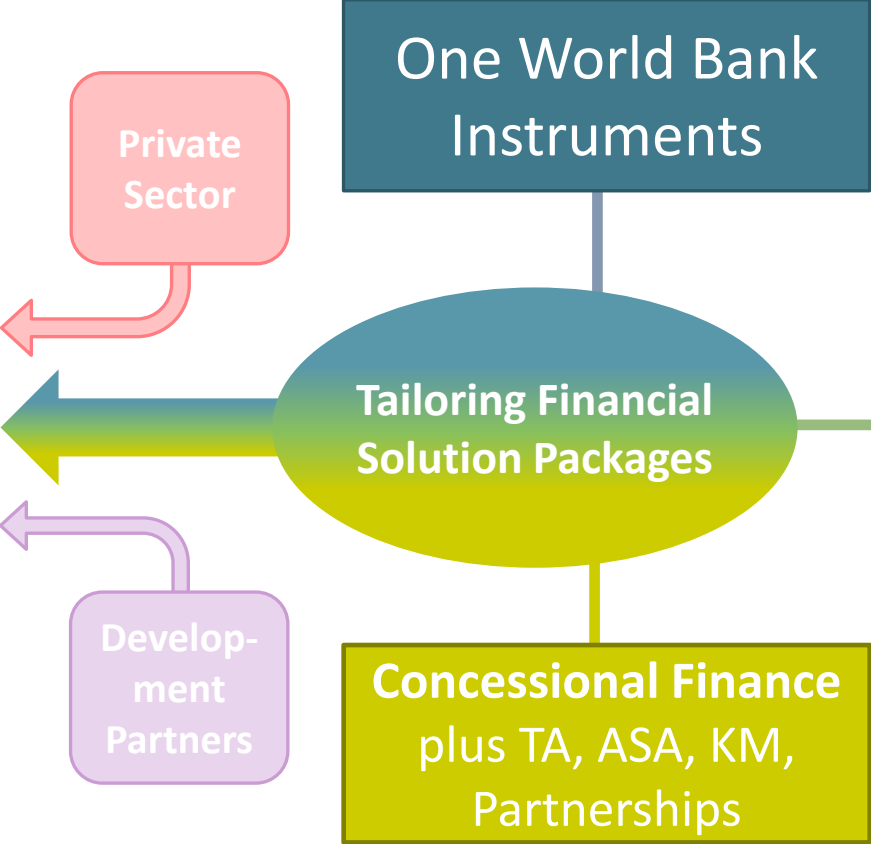 One World Bank
Instruments
Private
Sector
Tailoring Financial
Solution Packages
Develop-
ment
Partners
Concessional Finance
plus TA, ASA, KM,
Partnerships